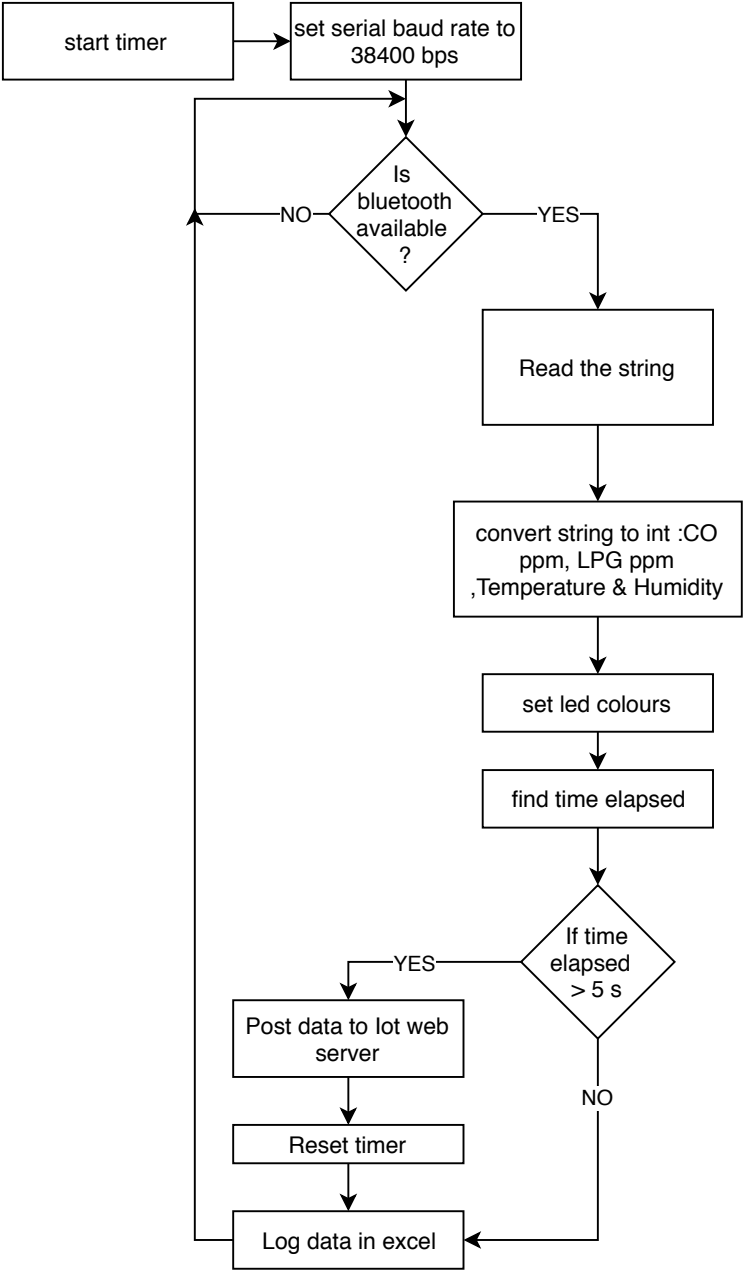 start timer
set serial baud rate to
38400 bps
Is
bluetooth
available
?
NO
YES
Read the string
convert string to int :CO
ppm, LPG ppm
,Temperature & Humidity
set led colours
find time elapsed
If time
elapsed
> 5 s
YES
Post data to Iot web
server
NO
Reset timer
Log data in excel